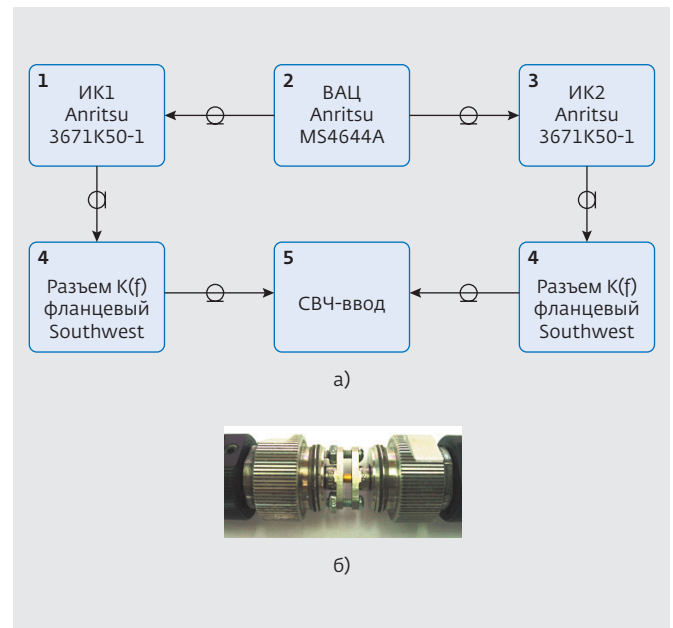 1
ИК1
Anritsu
3671K50-1
2
ВАЦ
Anritsu
MS4644A
3
ИК2
Anritsu
3671K50-1
4
Разъем K(f)
фланцевый
Southwest
5
СВЧ-ввод
4
Разъем K(f)
фланцевый
Southwest
а)
б)